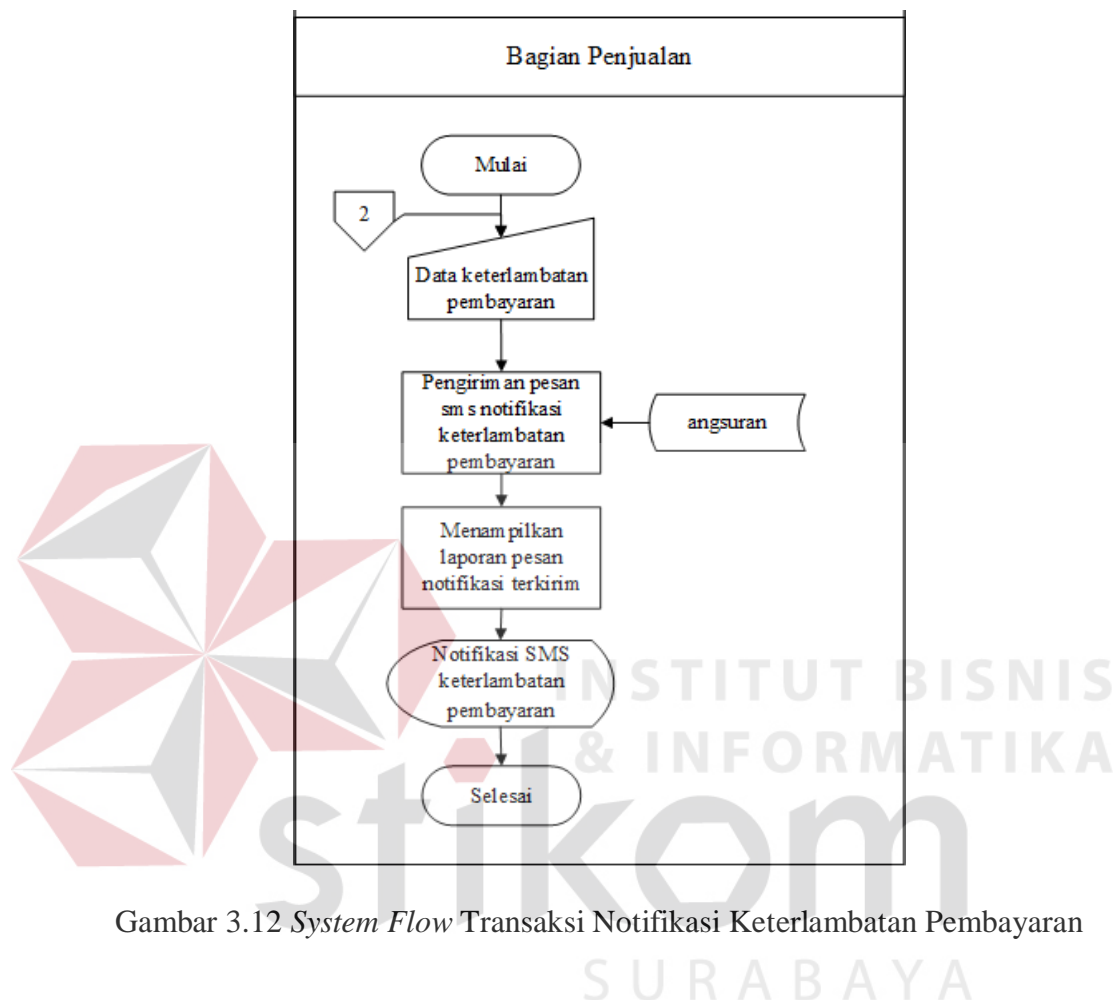 Bagian Penjualan
Mulai
2
Data keterlambatan
pembayaran
Pengiriman pesan
sms notifikasi
keterlambatan
pembayaran
angsuran
Menampilkan
laporan pesan
notifikasi terkirim
Notifikasi SMS
keterlambatan
pembayaran
Selesai
INSTITUT BISNIS
& INFORMATIKA
stikom
SURABAYA
Gambar 3.12 System Flow Transaksi Notifikasi Keterlambatan Pembayaran